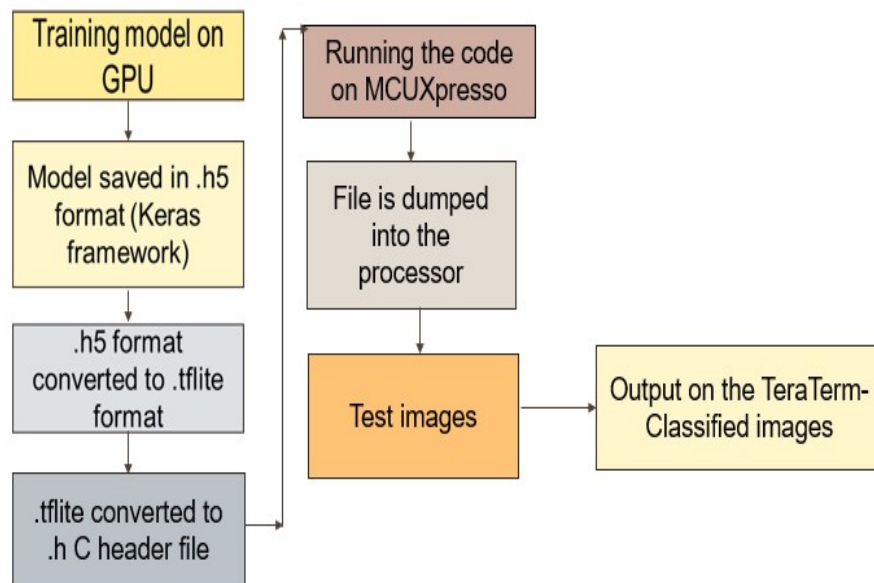 Training model on
GPU
Model saved in .h5
format (Keras
framework)
.h5 format
converted to .tflite
format
.tflite converted to
.h C header file
Running the code
on MCUXpresso
File is dumped
into the
processor
Test images
Output on the TeraTerm-
Classified images